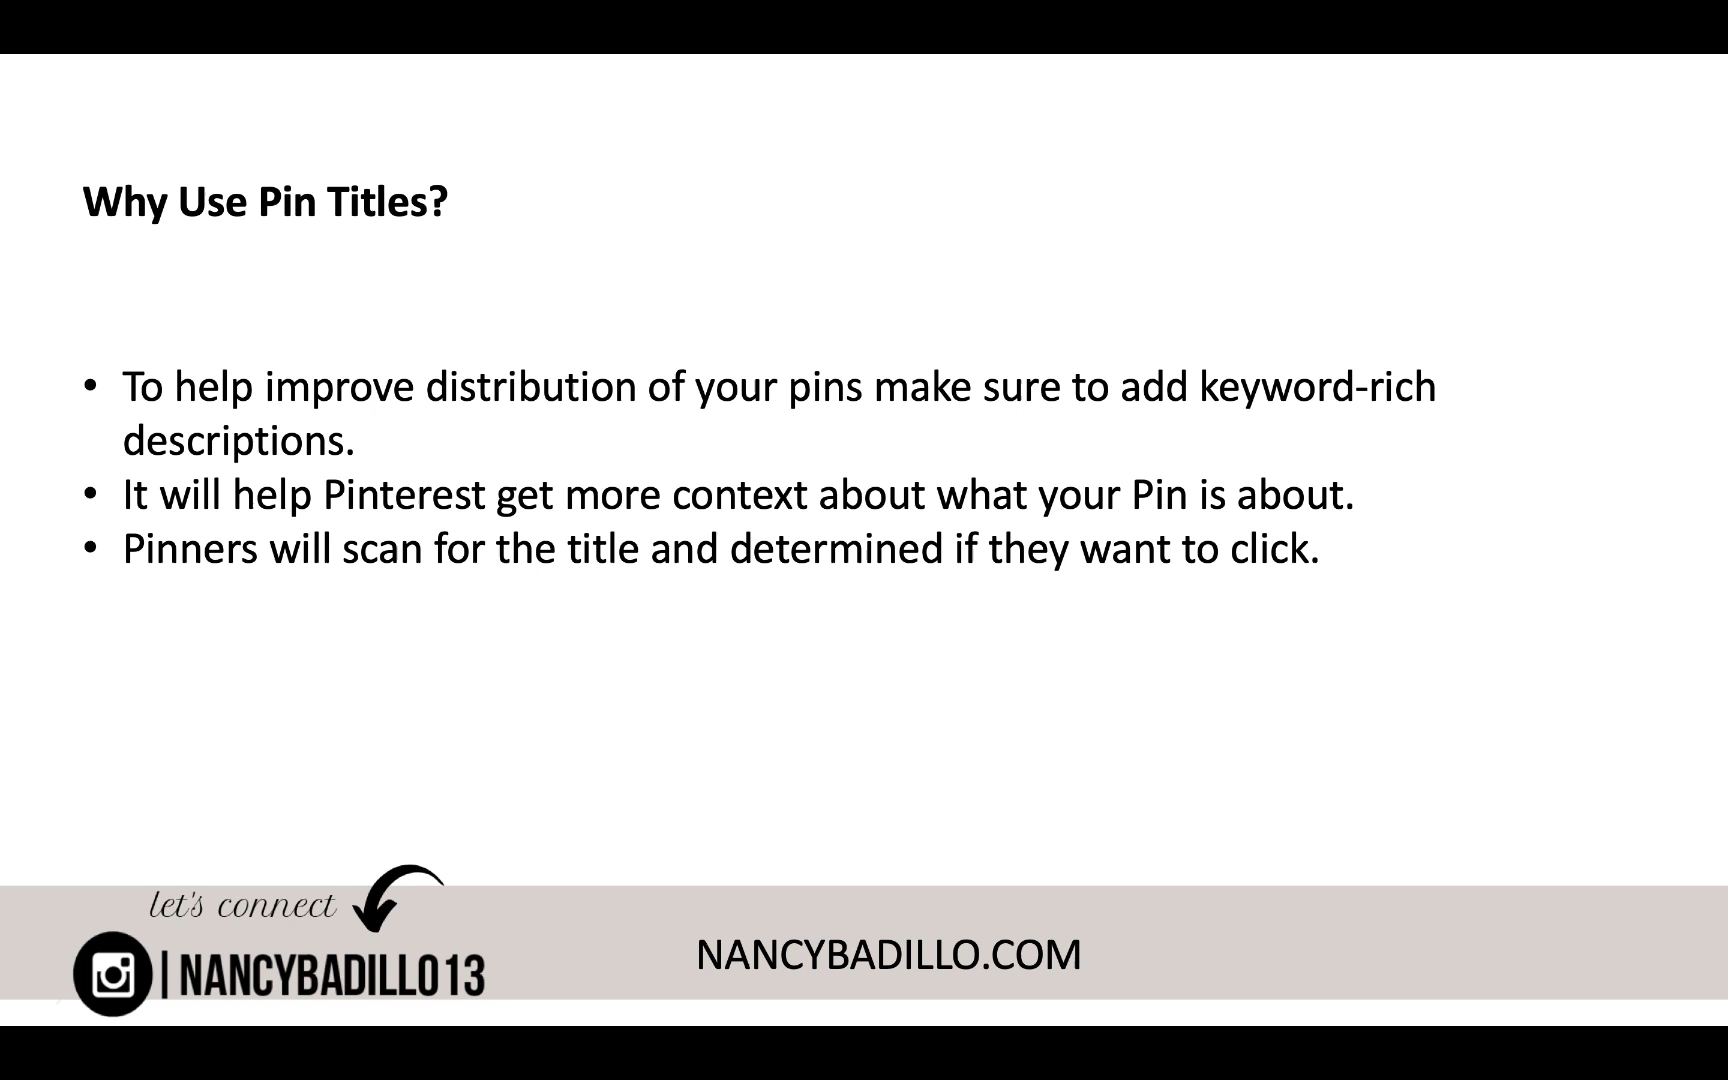 Why Use Pin Titles?
• To help improve distribution of your pins make sure to add keyword-rich
descriptions.
• It will help Pinterest get more context about what your Pin is about.
• Pinners will scan for the title and determined if they want to click.
let's connect
| NANCYBADILLO13
NANCYBADILLO.COM